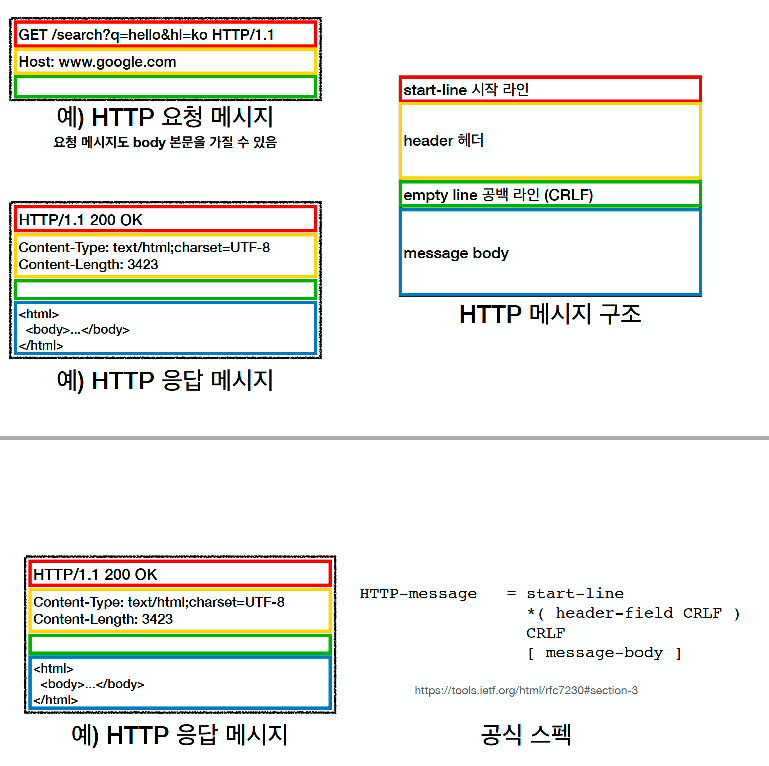 GET /search?q=hello&hl=ko HTTP/1.1
Host: www.google.com
예) HTTP 요청 메시지
요청 메시지도 body 본문을 가질 수 있음
HTTP/1.1 200 OK
Content-Type: text/html;charset=UTF-8
Content-Length: 3423
<html>
<body>...</body>
</html>
예) HTTP 응답 메시지
start-line 시작 라인
header 헤더
empty line 공백 라인 (CRLF)
message body
HTTP 메시지 구조
HTTP/1.1 200 OK
Content-Type: text/html;charset=UTF-8
Content-Length: 3423
<html>
<body>...</body>
</html>
예) HTTP 응답 메시지
HTTP-message = start-line
*( header-field CRLF )
CRLF
[ message-body ]
https://tools.ietf.org/html/rfc7230#section-3
공식 스펙